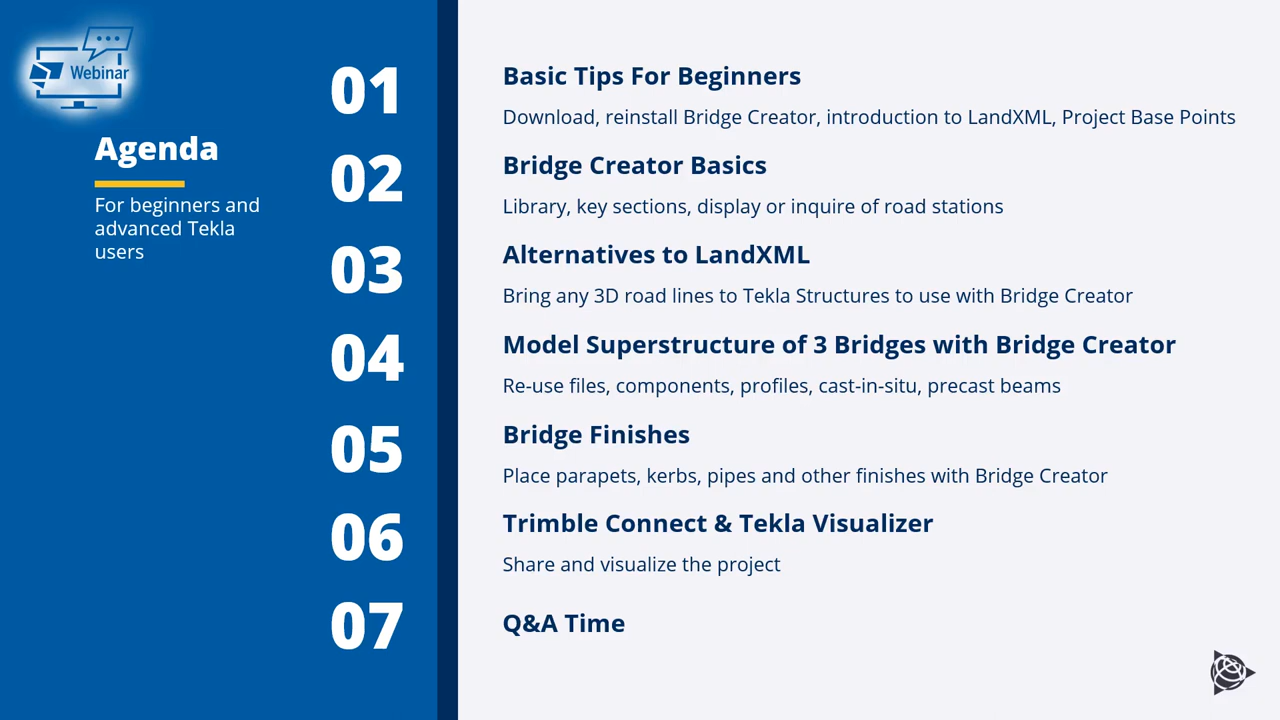 Webinar
Agenda
For beginners and
advanced Tekla
users
01
Basic Tips For Beginners
Download, reinstall Bridge Creator, introduction to LandXML, Project Base Points
02
Bridge Creator Basics
Library, key sections, display or inquire of road stations
03
Alternatives to LandXML
Bring any 3D road lines to Tekla Structures to use with Bridge Creator
04
Model Superstructure of 3 Bridges with Bridge Creator
Re-use files, components, profiles, cast-in-situ, precast beams
05
Bridge Finishes
Place parapets, kerbs, pipes and other finishes with Bridge Creator
06
Trimble Connect & Tekla Visualizer
Share and visualize the project
07
Q&A Time